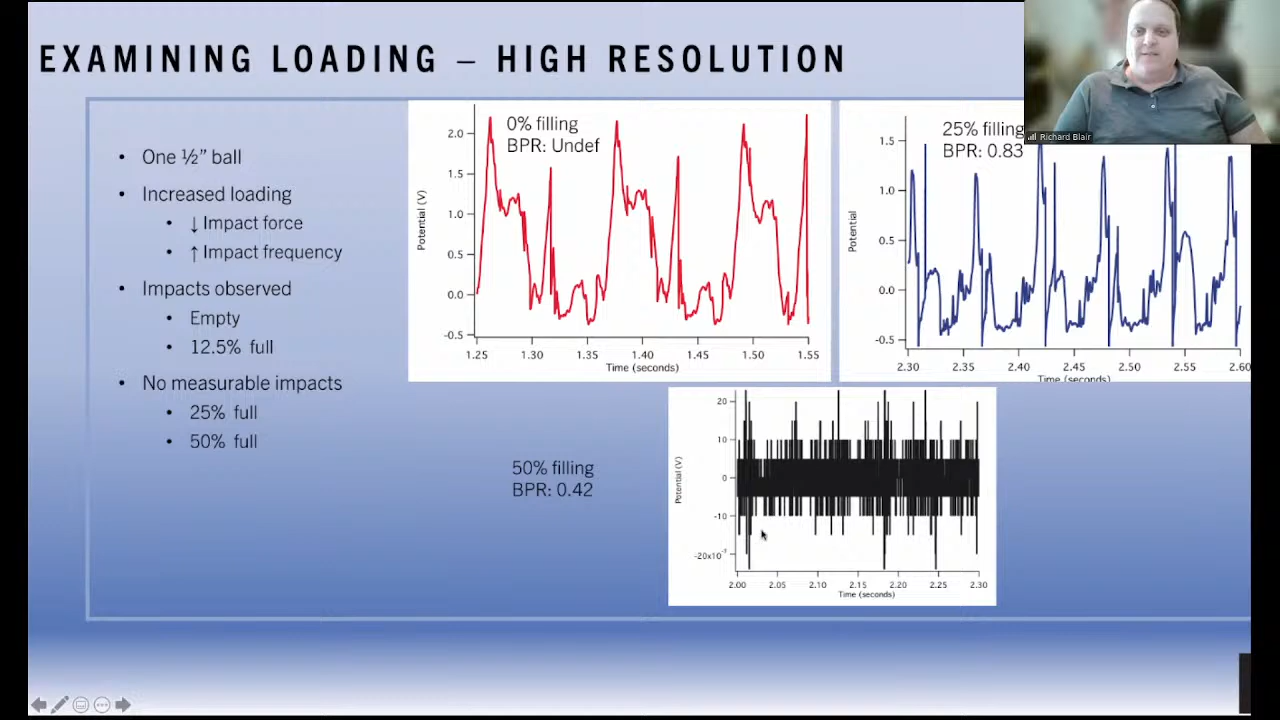 EXAMINING LOADING – HIGH RESOLUTION
Richard Blair
• One ½” ball
• Increased loading
• ↓ Impact force
• ↑ Impact frequency
• Impacts observed
• Empty
• 12.5% full
• No measurable impacts
• 25% full
• 50% full
0% filling
BPR: Undef
Potential (V)
2.0
1.5
1.0
0.5
0.0
-0.5
1.25 1.30 1.35 1.40 1.45 1.50 1.55
Time (seconds)
25% filling
BPR: 0.83
Potential
1.5
1.0
0.5
0.0
-0.5
2.30 2.35 2.40 2.45 2.50 2.55 2.60
Time (seconds)
50% filling
BPR: 0.42
Potential (V)
20
10
0
-10
-20x10⁻³
2.00 2.05 2.10 2.15 2.20 2.25 2.30
Time (seconds)